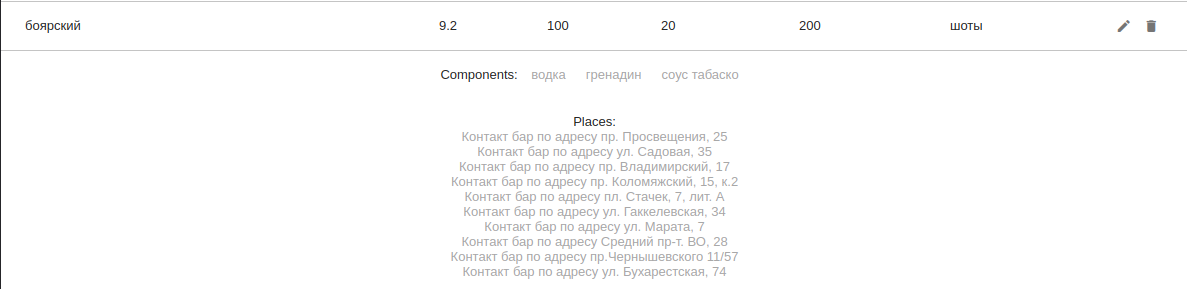 боярский 9.2 100 20 200 шоты
Components: водка гренадин соус табаско
Places:
Контакт бар по адресу пр. Просвещения, 25
Контакт бар по адресу ул. Садовая, 35
Контакт бар по адресу пр. Владимирский, 17
Контакт бар по адресу пр. Коломяжский, 15, к.2
Контакт бар по адресу пл. Стачек, 7, лит. А
Контакт бар по адресу ул. Гаккелевская, 34
Контакт бар по адресу ул. Марата, 7
Контакт бар по адресу Средний пр-т. ВО, 28
Контакт бар по адресу пр.Чернышевского 11/57
Контакт бар по адресу ул. Бухарестская, 74